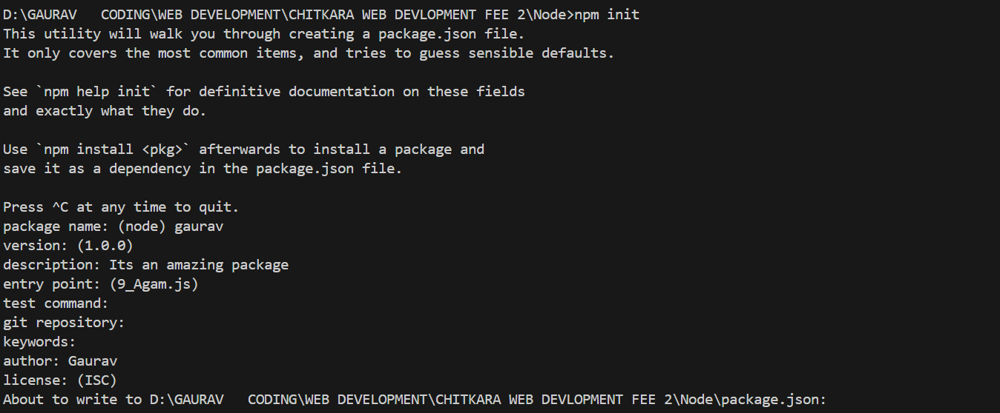 D:\GAURAV   CODING\WEB DEVELOPMENT\CHITKARA WEB DEVLOPMENT FEE 2\Node>npm init
This utility will walk you through creating a package.json file.
It only covers the most common items, and tries to guess sensible defaults.

See `npm help init` for definitive documentation on these fields
and exactly what they do.

Use `npm install <pkg>` afterwards to install a package and
save it as a dependency in the package.json file.

Press ^C at any time to quit.
package name: (node) gaurav
version: (1.0.0)
description: Its an amazing package
entry point: (9_Agam.js)
test command:
git repository:
keywords:
author: Gaurav
license: (ISC)
About to write to D:\GAURAV   CODING\WEB DEVELOPMENT\CHITKARA WEB DEVLOPMENT FEE 2\Node\package.json: